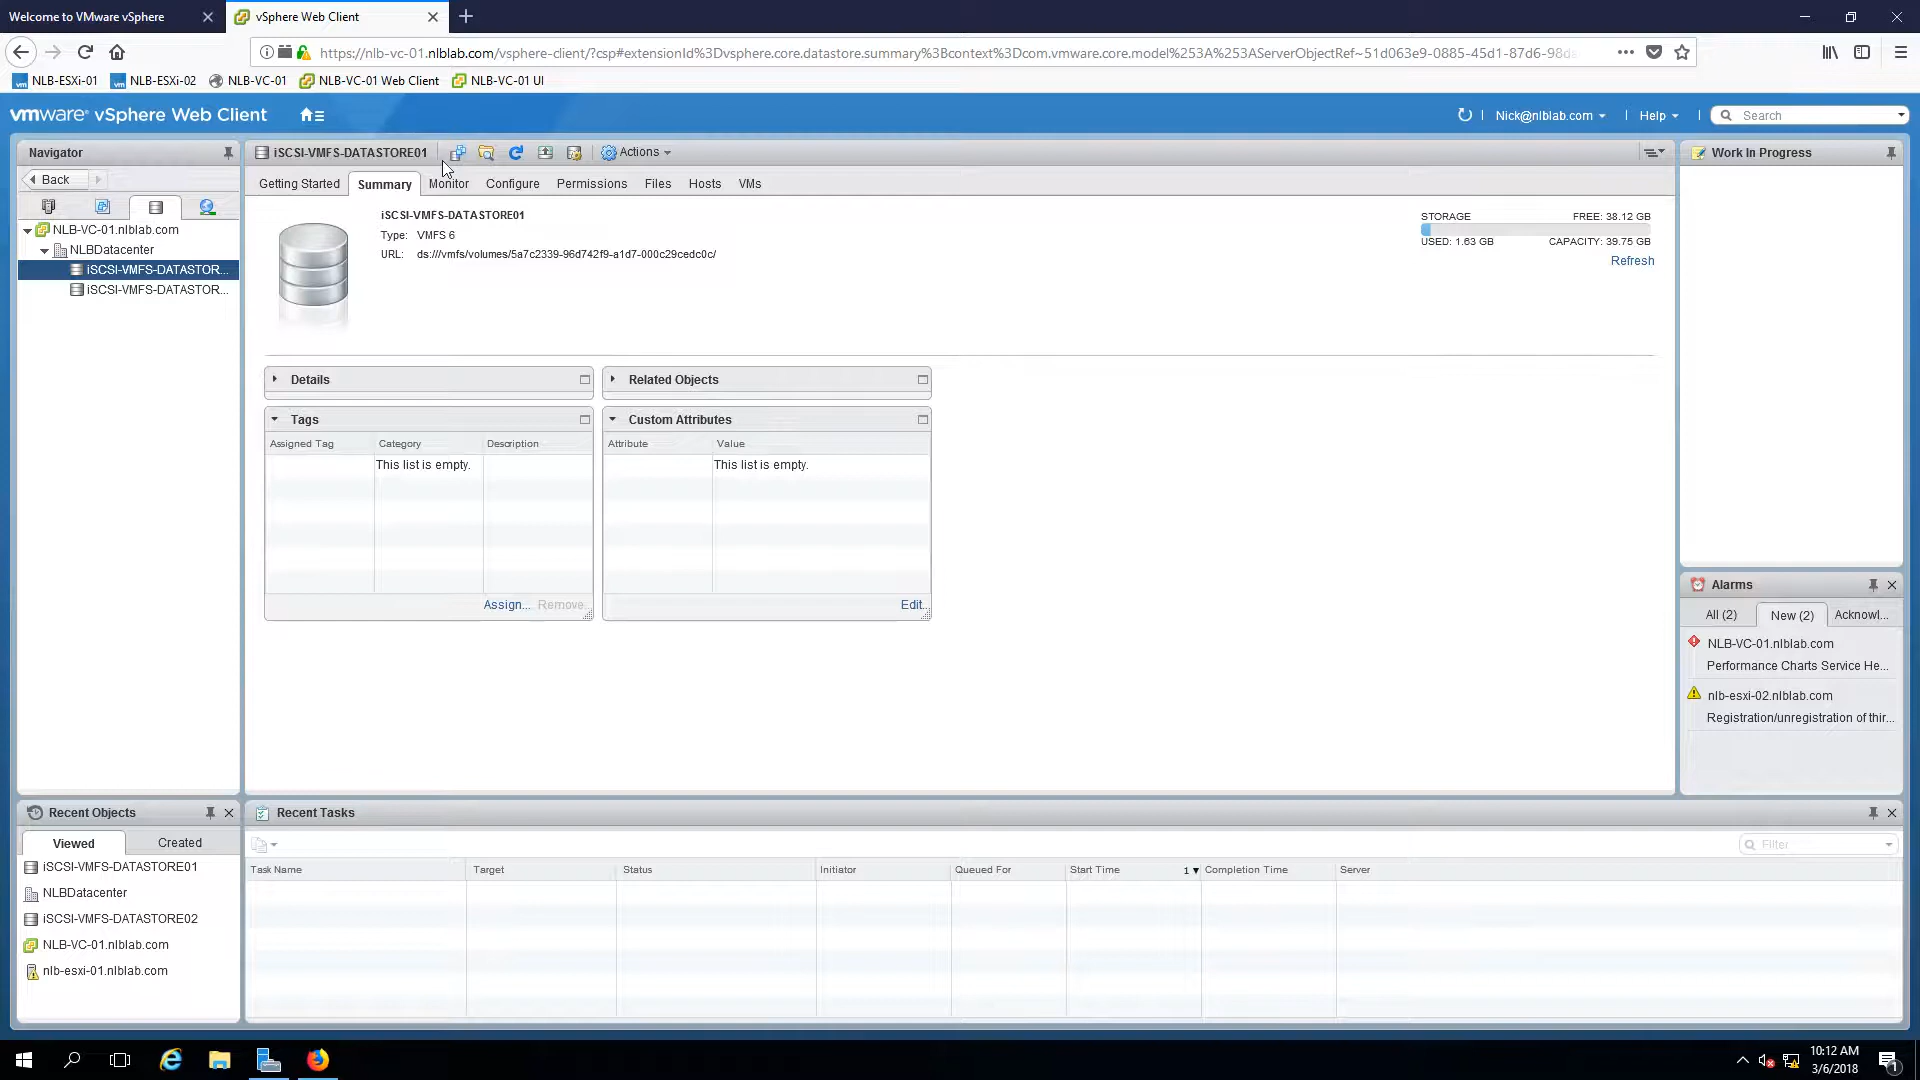 Welcome to VMware vSphere
vSphere Web Client
https://nlb-vc-01.nlblab.com/vsphere-client/?csp#extensionId%3Dvsphere.core.datastore.summary%3Bcontext%3Dcom.vmware.core.model%253A%253AServerObjectRef~51d063e9-0885-45d1-87d6-98d
NLB-ESXi-01
NLB-ESXi-02
NLB-VC-01
NLB-VC-01 Web Client
NLB-VC-01 UI
vmware® vSphere Web Client
Nick@nlblab.com
Help
Search
Navigator
iSCSI-VMFS-DATASTORE01
Actions
Work In Progress
Back
Getting Started
Summary
Monitor
Configure
Permissions
Files
Hosts
VMs
NLB-VC-01.nlblab.com
NLBDatacenter
iSCSI-VMFS-DATASTOR...
iSCSI-VMFS-DATASTOR...
iSCSI-VMFS-DATASTORE01
Type: VMFS 6
URL: ds:///vmfs/volumes/5a7c2339-96d742f9-a1d7-000c29cedc0c/
STORAGE FREE: 38.12 GB
USED: 1.63 GB CAPACITY: 39.75 GB
Refresh
Details
Related Objects
Tags
Assigned Tag Category Description
This list is empty.
Assign... Remove...
Custom Attributes
Attribute Value
This list is empty.
Edit...
Alarms
All (2) New (2) Acknowl...
NLB-VC-01.nlblab.com
Performance Charts Service He...
nlb-esxi-02.nlblab.com
Registration/unregistration of thir...
Recent Objects
Viewed Created
iSCSI-VMFS-DATASTORE01
NLBDatacenter
iSCSI-VMFS-DATASTORE02
NLB-VC-01.nlblab.com
nlb-esxi-01.nlblab.com
Recent Tasks
Filter
Task Name Target Status Initiator Queued For Start Time 1 Completion Time Server
10:12 AM
3/6/2018
1